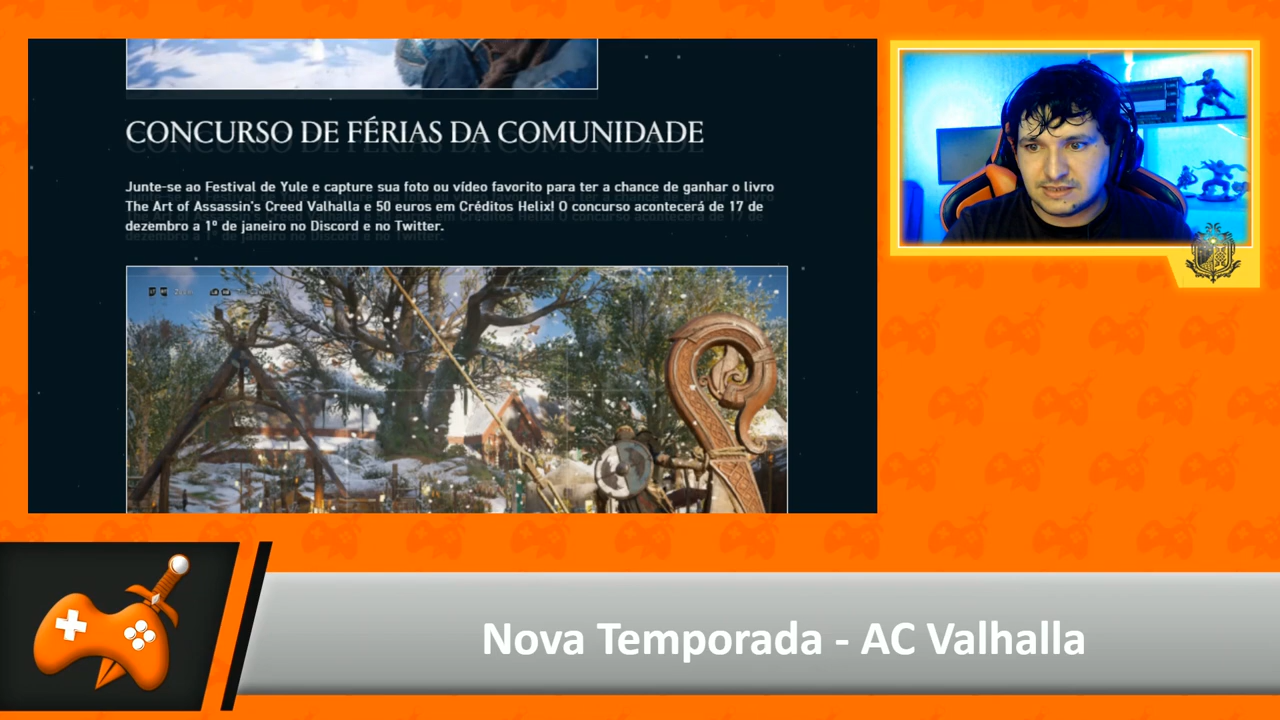 CONCURSO DE FÉRIAS DA COMUNIDADE
Junte-se ao Festival de Yule e capture sua foto ou vídeo favorito para ter a chance de ganhar o livro
The Art of Assassin's Creed Valhalla e 50 euros em Créditos Helix! O concurso acontecerá de 17 de
dezembro a 1º de janeiro no Discord e no Twitter.
Nova Temporada - AC Valhalla